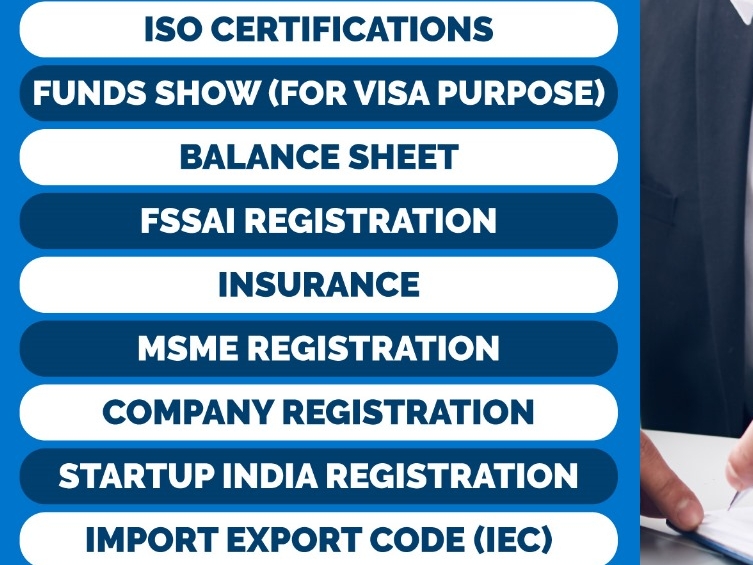 ISO CERTIFICATIONS
FUNDS SHOW (FOR VISA PURPOSE)
BALANCE SHEET
FSSAI REGISTRATION
INSURANCE
MSME REGISTRATION
COMPANY REGISTRATION
STARTUP INDIA REGISTRATION
IMPORT EXPORT CODE (IEC)